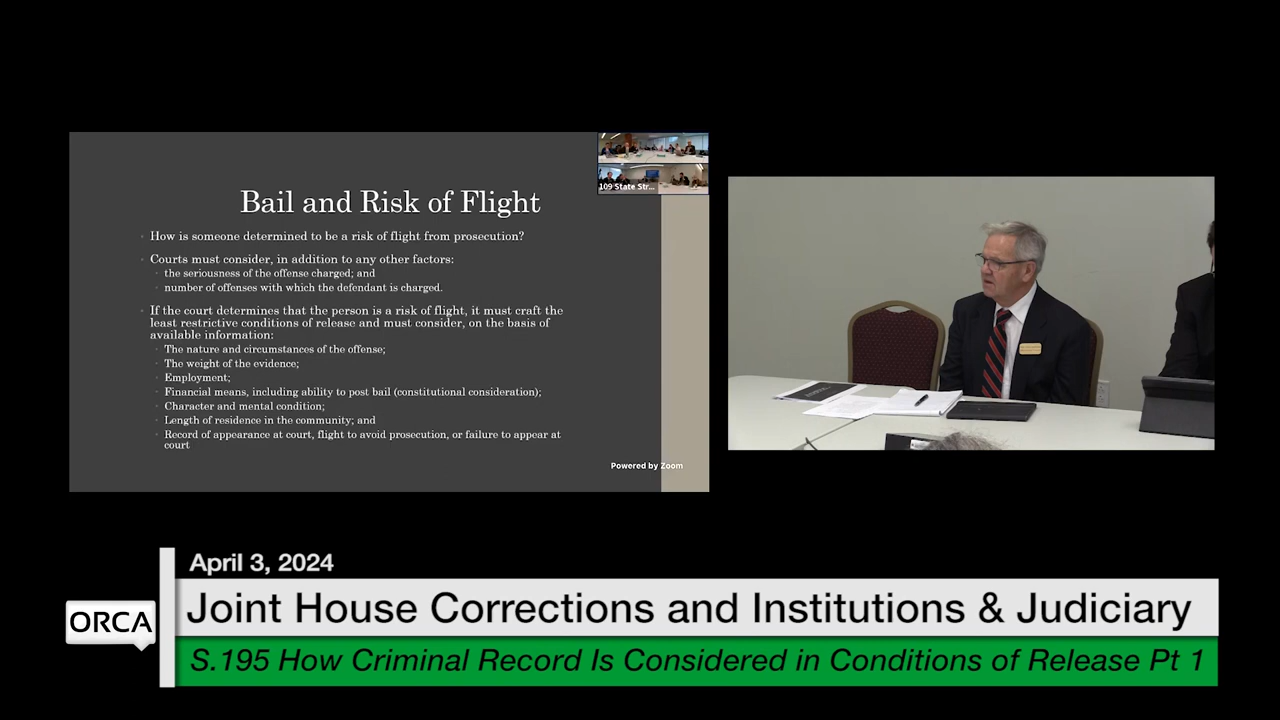 109 State Str...
Bail and Risk of Flight
How is someone determined to be a risk of flight from prosecution?
Courts must consider, in addition to any other factors:
the seriousness of the offense charged; and
number of offenses with which the defendant is charged.
If the court determines that the person is a risk of flight, it must craft the
least restrictive conditions of release and must consider, on the basis of
available information:
The nature and circumstances of the offense;
The weight of the evidence;
Employment;
Financial means, including ability to post bail (constitutional consideration);
Character and mental condition;
Length of residence in the community; and
Record of appearance at court, flight to avoid prosecution, or failure to appear at
court
Powered by Zoom
April 3, 2024
ORCA
Joint House Corrections and Institutions & Judiciary
S.195 How Criminal Record Is Considered in Conditions of Release Pt 1